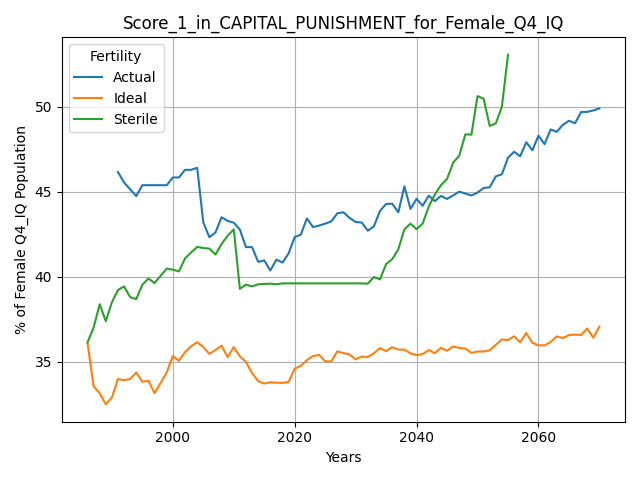 Score_1_in_CAPITAL_PUNISHMENT_for_Female_Q4_IQ
Fertility
Actual
Ideal
Sterile
% of Female Q4_IQ Population
50
45
40
35
2000
2020
2040
2060
Years